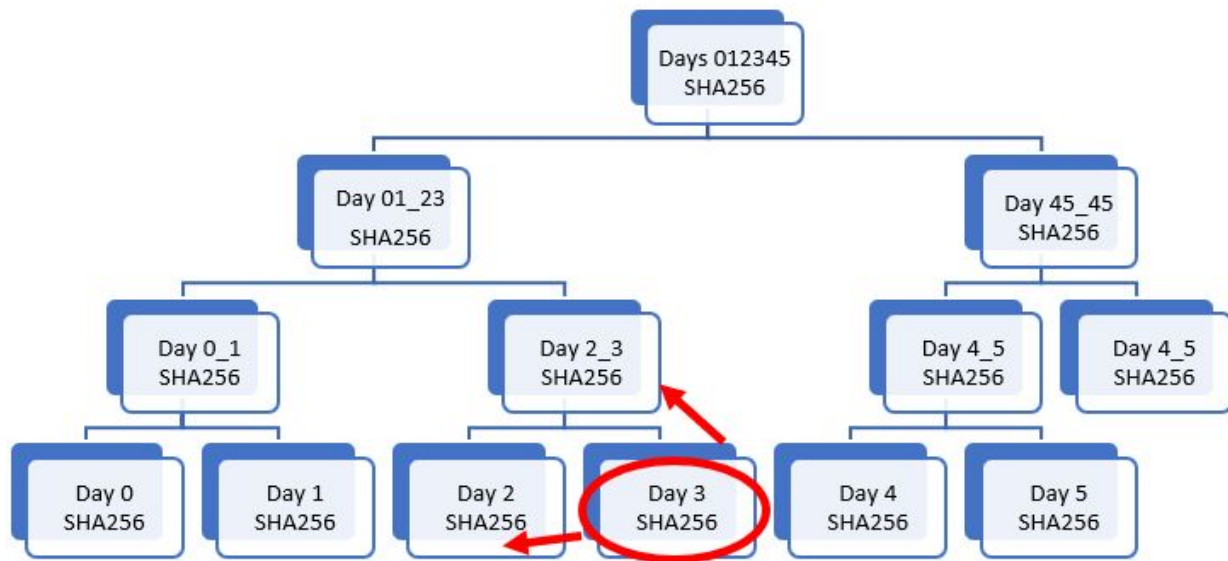 Days 012345
SHA256
Day 01_23
SHA256
Day 45_45
SHA256
Day 0_1
SHA256
Day 2_3
SHA256
Day 4_5
SHA256
Day 4_5
SHA256
Day 0
SHA256
Day 1
SHA256
Day 2
SHA256
Day 3
SHA256
Day 4
SHA256
Day 5
SHA256